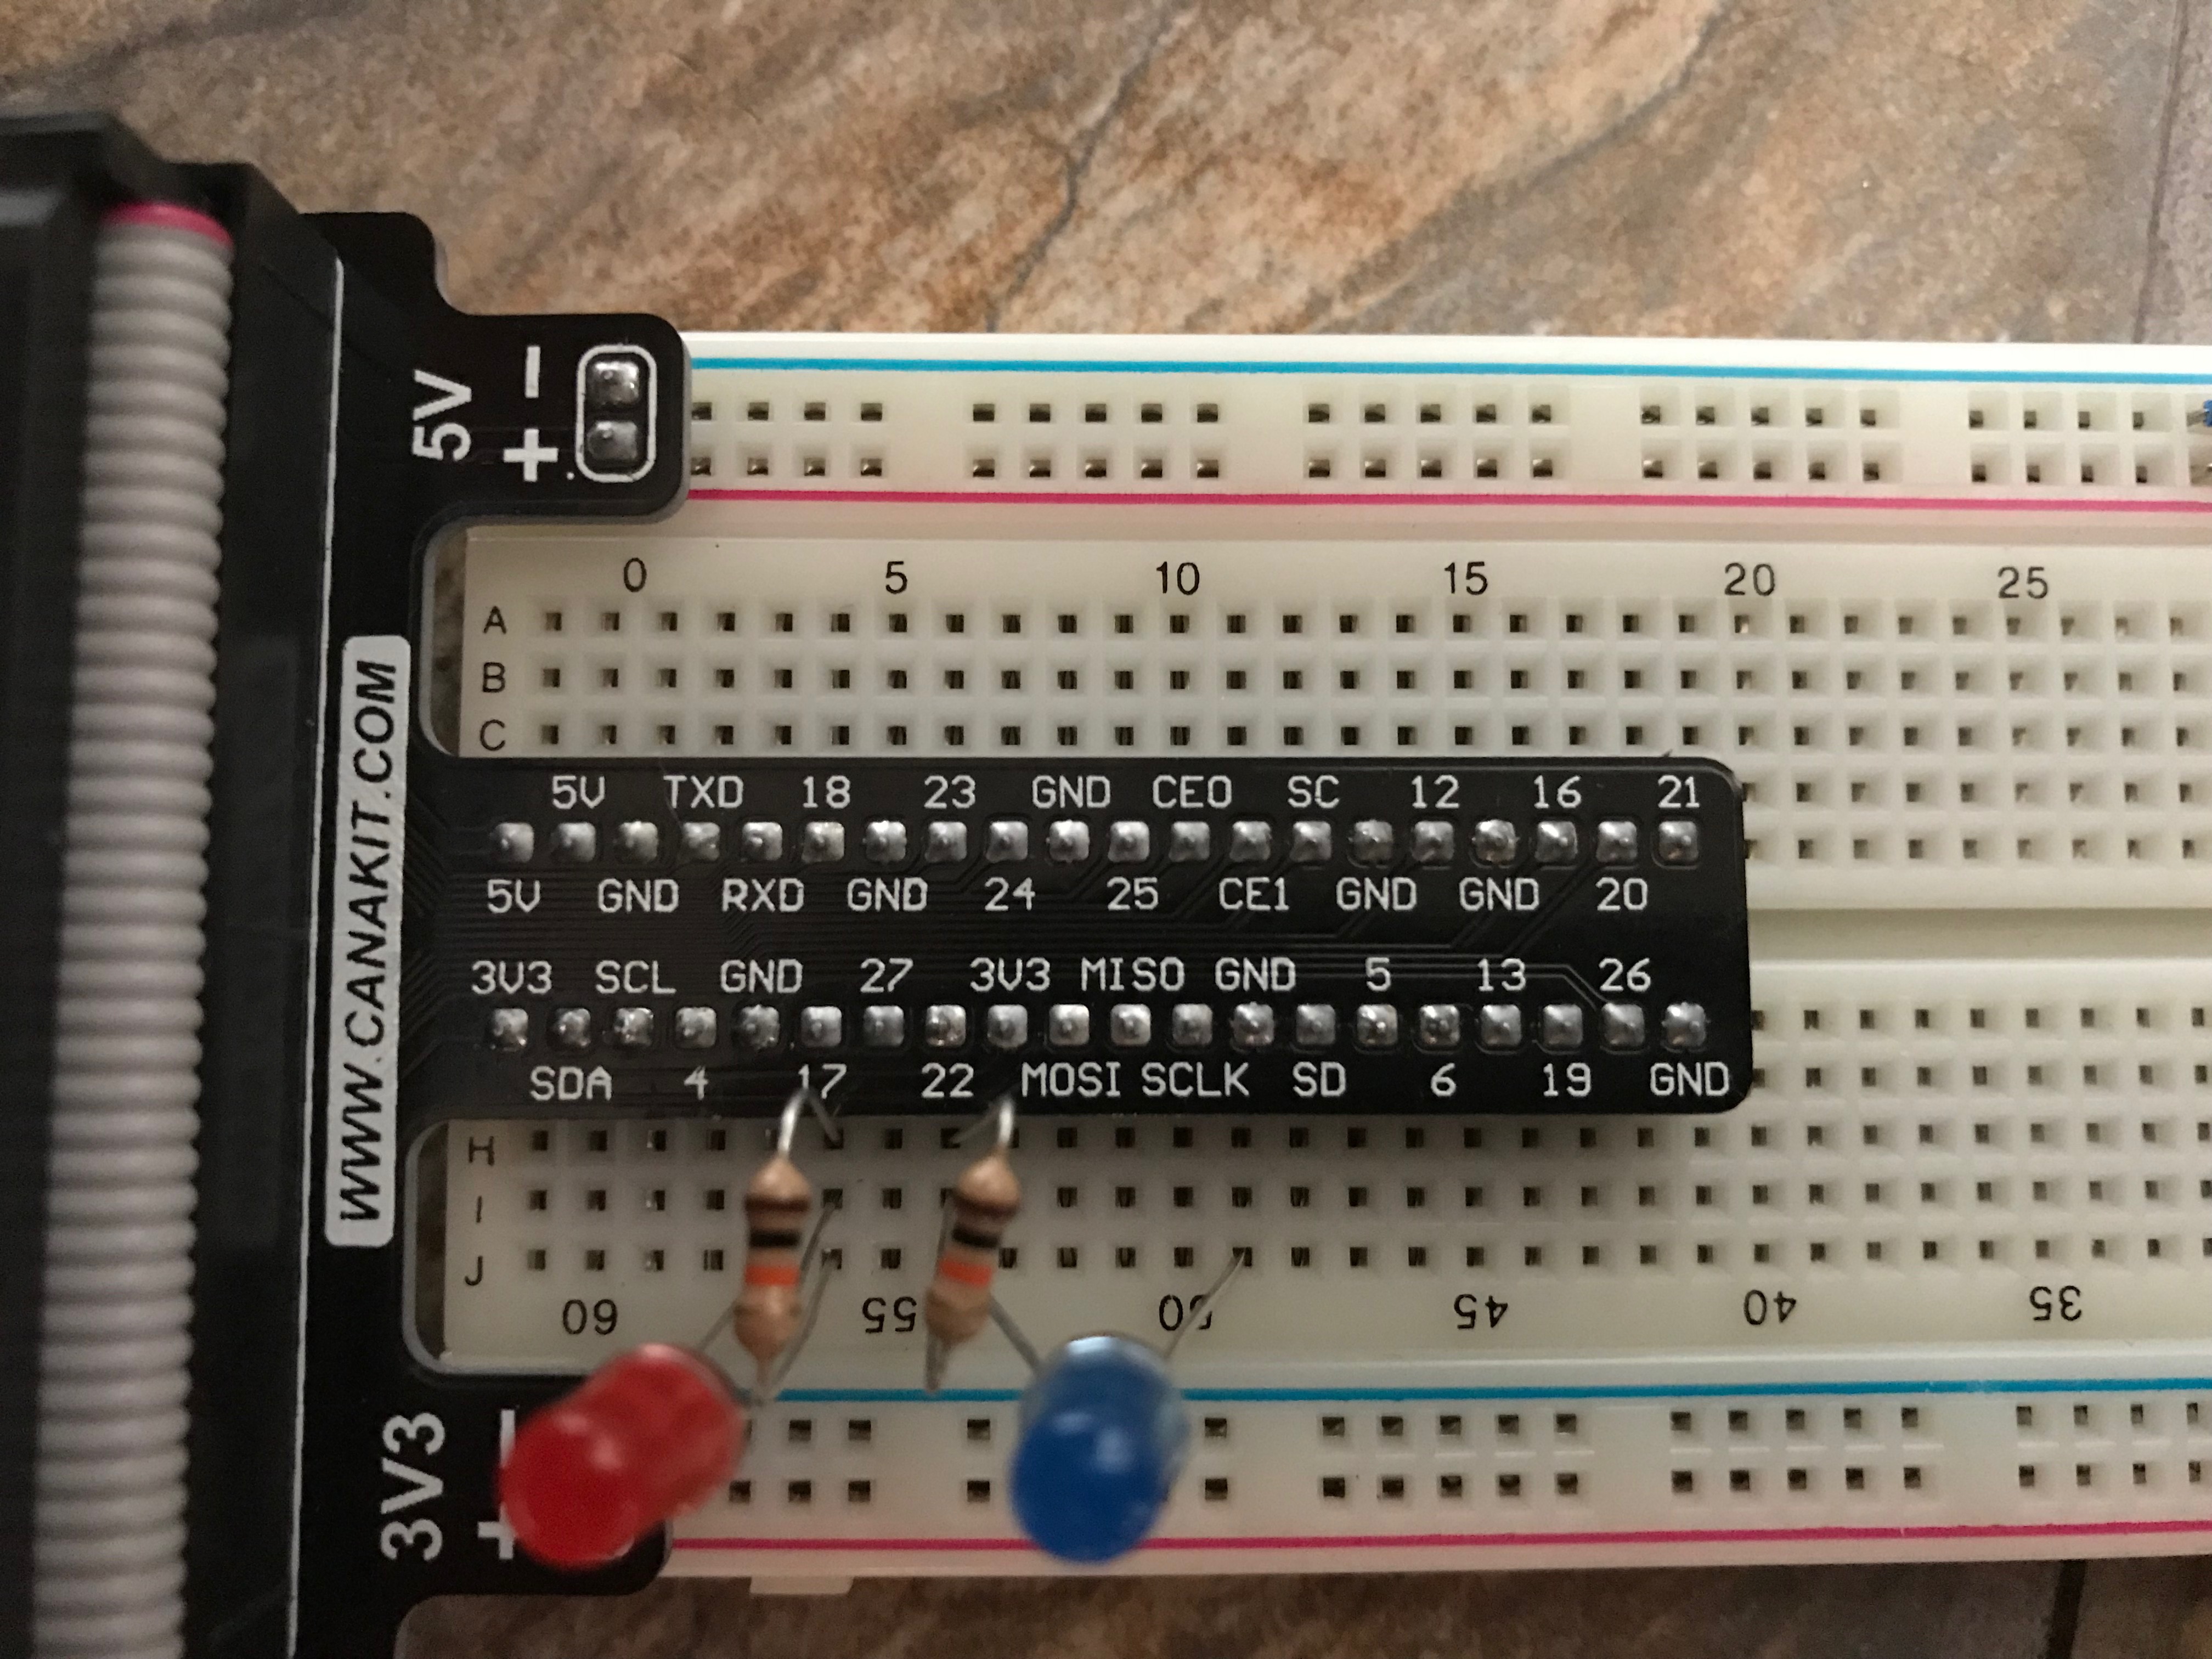 5V − +
0 5 10 15 20 25
A
B
C
WWW.CANAKIT.COM
5V TXD 18 23 GND CE0 SC 12 16 21
5V GND RXD GND 24 25 CE1 GND GND 20
3V3 SCL GND 27 3V3 MISO GND 5 13 26
SDA 4 17 22 MOSI SCLK SD 6 19 GND
H
I
J
60 55 50 45 40 35
3V3 − +